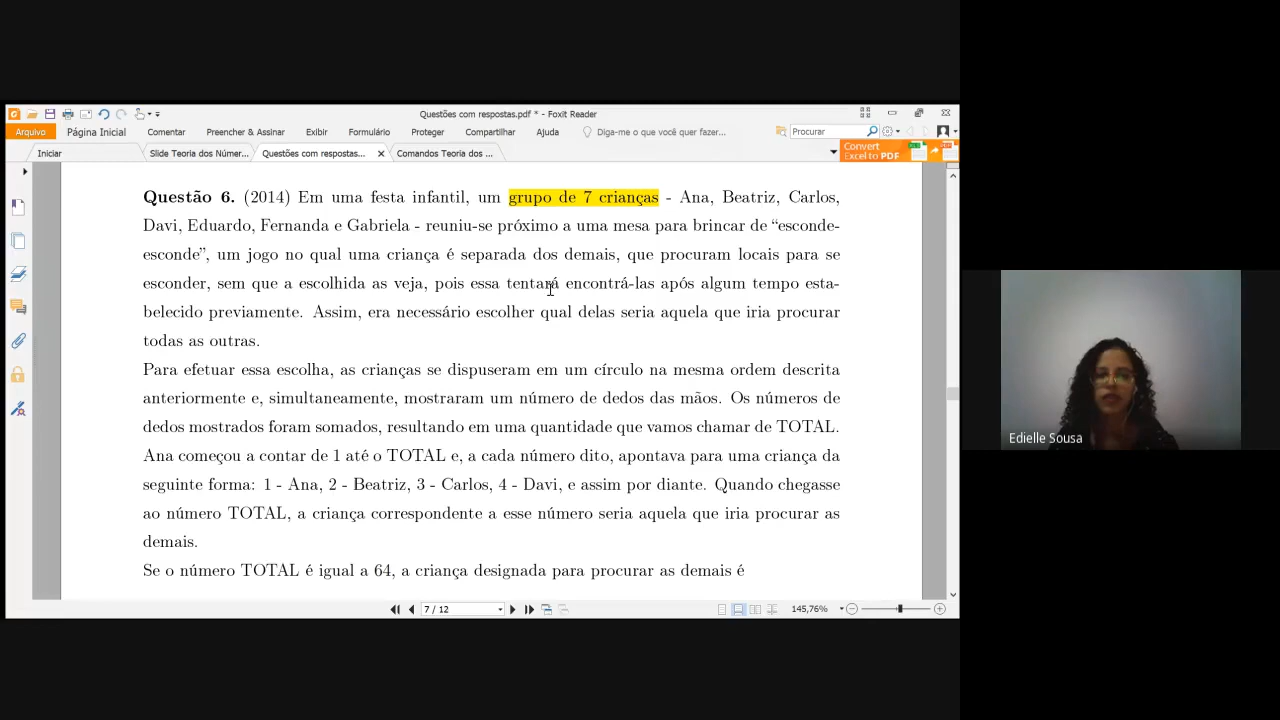 Questões com respostas.pdf * - Foxit Reader
Arquivo Página Inicial Comentar Preencher & Assinar Exibir Formulário Proteger Compartilhar Ajuda Diga-me o que você quer fazer... Procurar
Iniciar Slide Teoria dos Númer... Questões com respostas... Comandos Teoria dos ... Convert Excel to PDF
Questão 6. (2014) Em uma festa infantil, um grupo de 7 crianças - Ana, Beatriz, Carlos,
Davi, Eduardo, Fernanda e Gabriela - reuniu-se próximo a uma mesa para brincar de “esconde-
esconde”, um jogo no qual uma criança é separada dos demais, que procuram locais para se
esconder, sem que a escolhida as veja, pois essa tentará encontrá-las após algum tempo esta-
belecido previamente. Assim, era necessário escolher qual delas seria aquela que iria procurar
todas as outras.
Para efetuar essa escolha, as crianças se dispuseram em um círculo na mesma ordem descrita
anteriormente e, simultaneamente, mostraram um número de dedos das mãos. Os números de
dedos mostrados foram somados, resultando em uma quantidade que vamos chamar de TOTAL.
Ana começou a contar de 1 até o TOTAL e, a cada número dito, apontava para uma criança da
seguinte forma: 1 - Ana, 2 - Beatriz, 3 - Carlos, 4 - Davi, e assim por diante. Quando chegasse
ao número TOTAL, a criança correspondente a esse número seria aquela que iria procurar as
demais.
Se o número TOTAL é igual a 64, a criança designada para procurar as demais é
7 / 12 145,76%
Edielle Sousa